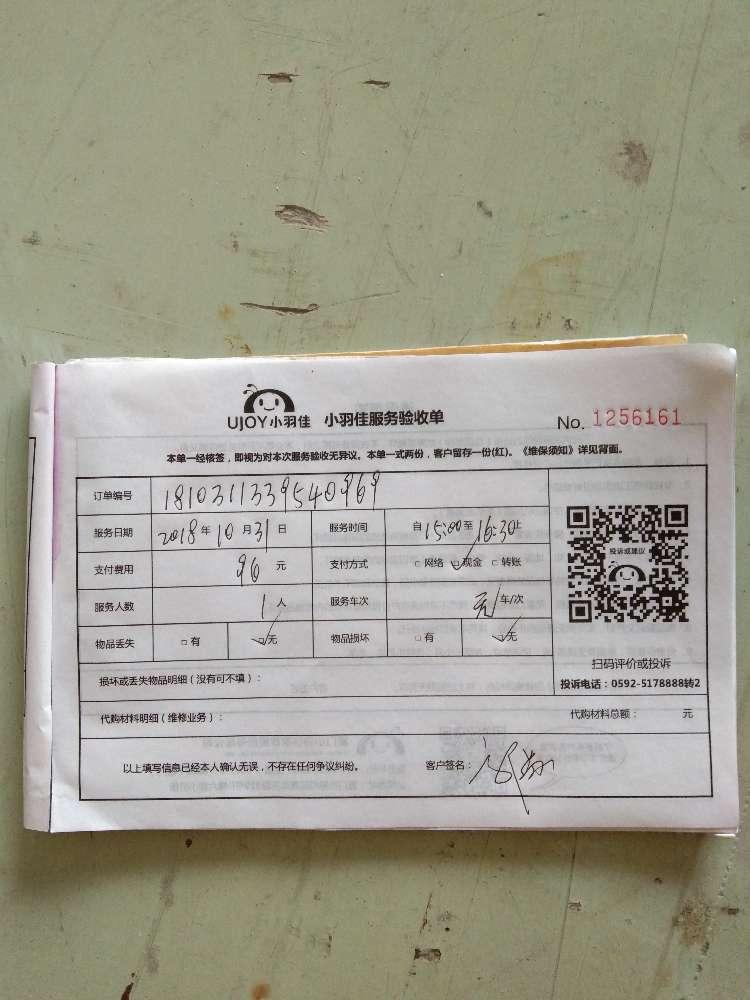 UJOY小羽佳 小羽佳服务验收单 No. 1256161
本单一经核签，即视为对本次服务验收无异议。本单一式两份，客户留存一份(红)。《维保须知》详见背面。
订单编号 1810311339540969
服务日期 2018年10月31日 服务时间 自15:00至16:30止
支付费用 96元 支付方式 □网络 ☑现金 □转账
服务人数 1人 服务车次 无车/次
物品丢失 □有 ☑无 物品损坏 □有 ☑无
投诉或建议
扫码评价或投诉
投诉电话：0592-5178888转2
损坏或丢失物品明细（没有可不填）：
代购材料明细（维修业务）： 代购材料总额： 元
以上填写信息已经本人确认无误，不存在任何争议纠纷。 客户签名：